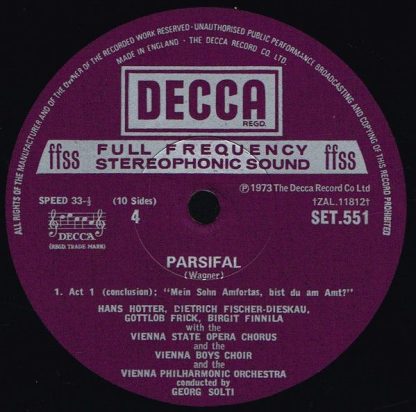 ALL RIGHTS OF THE MANUFACTURER AND OF THE OWNER OF THE RECORDED WORK RESERVED · UNAUTHORISED PUBLIC PERFORMANCE BROADCASTING AND COPYING OF THIS RECORD PROHIBITED
MADE IN ENGLAND · THE DECCA RECORD CO. LTD.
DECCA
REGD.
ffss FULL FREQUENCY STEREOPHONIC SOUND ffss
SPEED 33-⅓
(10 Sides)
4
DECCA
(REGD. TRADE MARK)
Ⓟ 1973 The Decca Record Co Ltd
†ZAL.11812†
SET.551
PARSIFAL
(Wagner)
1. Act 1 (conclusion); "Mein Sohn Amfortas, bist du am Amt?"
HANS HOTTER, DIETRICH FISCHER-DIESKAU,
GOTTLOB FRICK, BIRGIT FINNILA
with the
VIENNA STATE OPERA CHORUS
and the
VIENNA BOYS CHOIR
and the
VIENNA PHILHARMONIC ORCHESTRA
conducted by
GEORG SOLTI